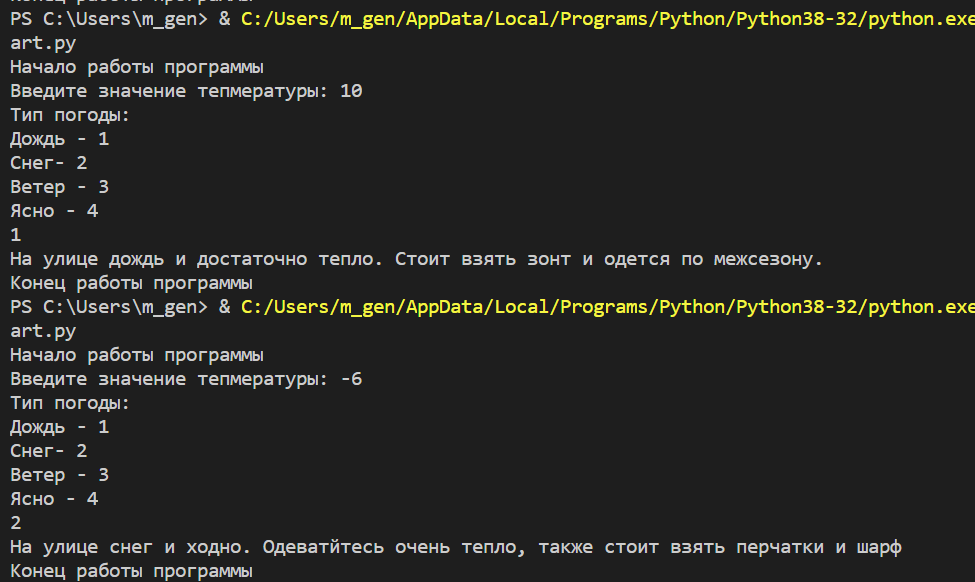 PS C:\Users\m_gen> & C:/Users/m_gen/AppData/Local/Programs/Python/Python38-32/python.exe
art.py
Начало работы программы
Введите значение тепмературы: 10
Тип погоды:
Дождь - 1
Снег- 2
Ветер - 3
Ясно - 4
1
На улице дождь и достаточно тепло. Стоит взять зонт и одется по межсезону.
Конец работы программы
PS C:\Users\m_gen> & C:/Users/m_gen/AppData/Local/Programs/Python/Python38-32/python.exe
art.py
Начало работы программы
Введите значение тепмературы: -6
Тип погоды:
Дождь - 1
Снег- 2
Ветер - 3
Ясно - 4
2
На улице снег и ходно. Одеватйтесь очень тепло, также стоит взять перчатки и шарф
Конец работы программы